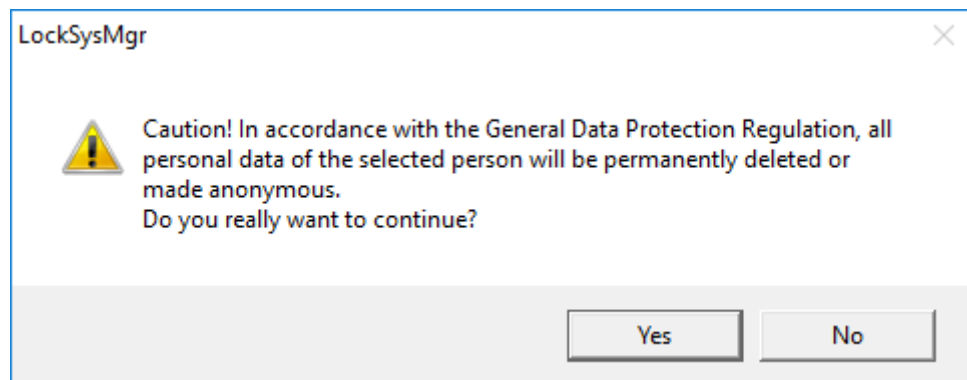 LockSysMgr
Caution! In accordance with the General Data Protection Regulation, all
personal data of the selected person will be permanently deleted or
made anonymous.
Do you really want to continue?
Yes
No